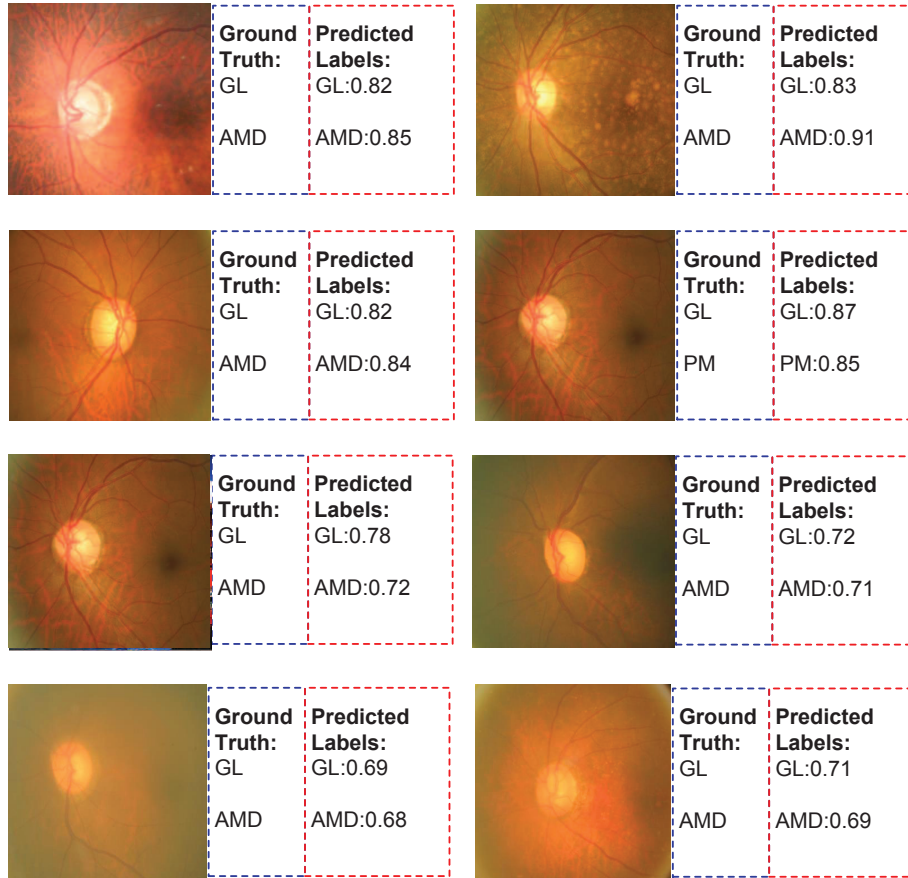 Ground Truth: Predicted Labels:
GL GL:0.82
AMD AMD:0.85
Ground Truth: Predicted Labels:
GL GL:0.83
AMD AMD:0.91
Ground Truth: Predicted Labels:
GL GL:0.82
AMD AMD:0.84
Ground Truth: Predicted Labels:
GL GL:0.87
PM PM:0.85
Ground Truth: Predicted Labels:
GL GL:0.78
AMD AMD:0.72
Ground Truth: Predicted Labels:
GL GL:0.72
AMD AMD:0.71
Ground Truth: Predicted Labels:
GL GL:0.69
AMD AMD:0.68
Ground Truth: Predicted Labels:
GL GL:0.71
AMD AMD:0.69